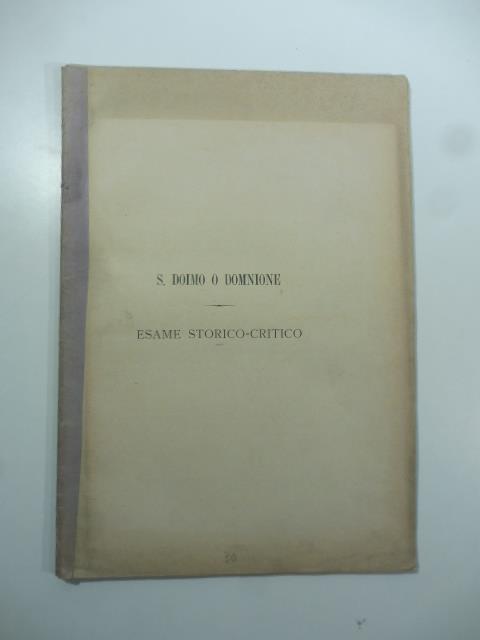 S. DOIMO O DOMNIONE
ESAME STORICO-CRITICO